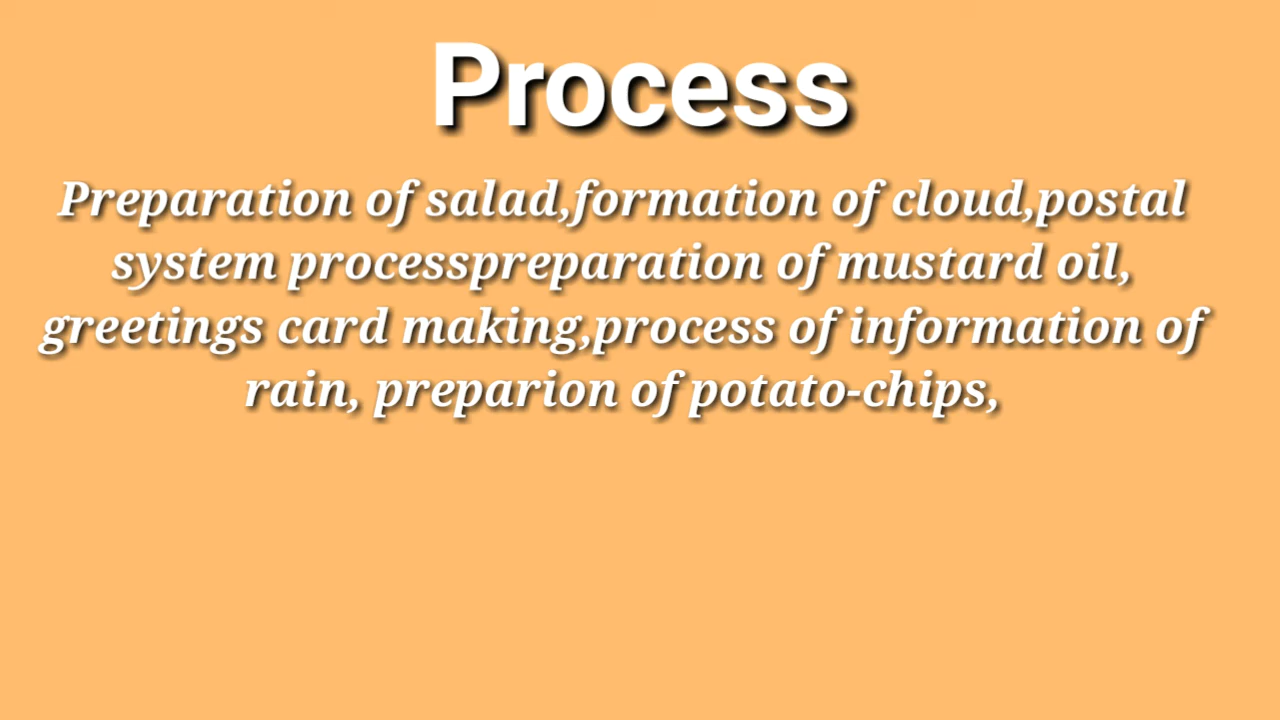 Process
Preparation of salad,formation of cloud,postal
system processpreparation of mustard oil,
greetings card making,process of information of
rain, preparion of potato-chips,